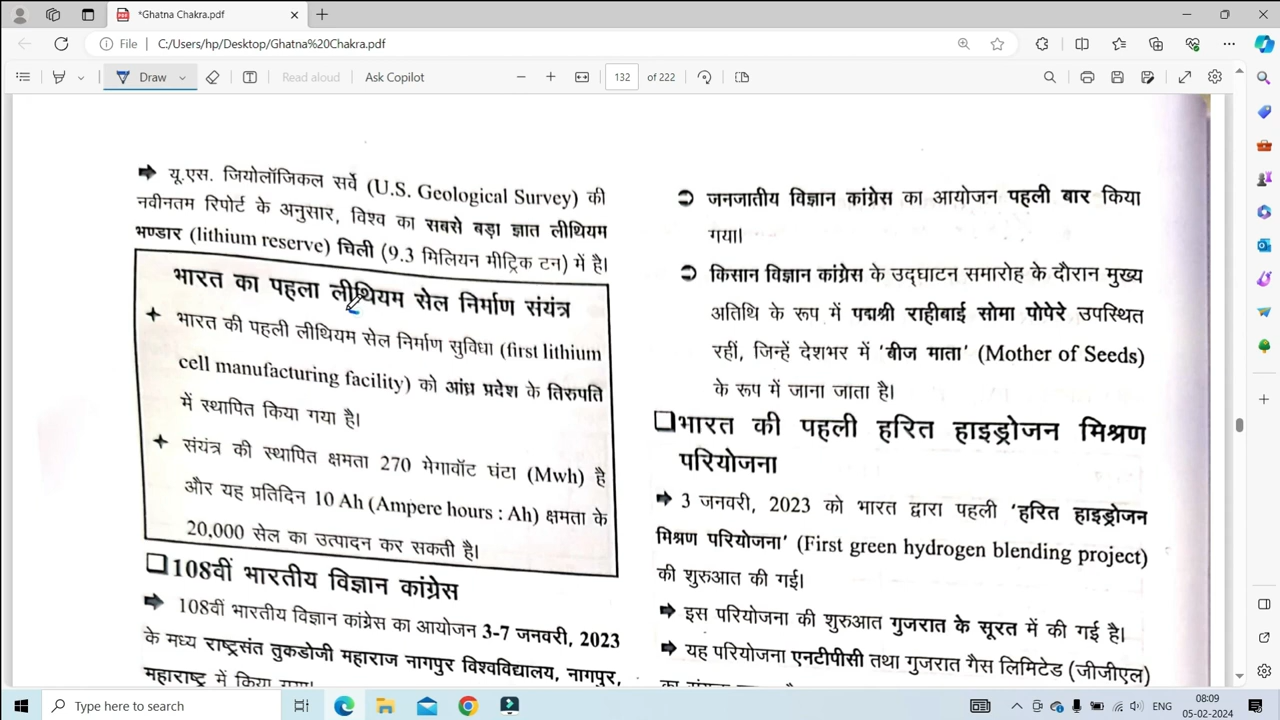 *Ghatna Chakra.pdf
File
C:/Users/hp/Desktop/Ghatna%20Chakra.pdf
Draw
Read aloud
Ask Copilot
132
of 222
यू.एस. जियोलॉजिकल सर्वे (U.S. Geological Survey) की
नवीनतम रिपोर्ट के अनुसार, विश्व का सबसे बड़ा ज्ञात लीथियम
भण्डार (lithium reserve) चिली (9.3 मिलियन मीट्रिक टन) में है।
भारत का पहला लीथियम सेल निर्माण संयंत्र
भारत की पहली लीथियम सेल निर्माण सुविधा (first lithium
cell manufacturing facility) को आंध्र प्रदेश के तिरुपति
में स्थापित किया गया है।
संयंत्र की स्थापित क्षमता 270 मेगावॉट घंटा (Mwh) है
और यह प्रतिदिन 10 Ah (Ampere hours : Ah) क्षमता के
20,000 सेल का उत्पादन कर सकती है।
108वीं भारतीय विज्ञान कांग्रेस
108वीं भारतीय विज्ञान कांग्रेस का आयोजन 3-7 जनवरी, 2023
के मध्य राष्ट्रसंत तुकडोजी महाराज नागपुर विश्वविद्यालय, नागपुर,
महाराष्ट्र में किया गया।
जनजातीय विज्ञान कांग्रेस का आयोजन पहली बार किया
गया।
किसान विज्ञान कांग्रेस के उद्घाटन समारोह के दौरान मुख्य
अतिथि के रूप में पद्मश्री राहीबाई सोमा पोपेरे उपस्थित
रहीं, जिन्हें देशभर में 'बीज माता' (Mother of Seeds)
के रूप में जाना जाता है।
भारत की पहली हरित हाइड्रोजन मिश्रण
परियोजना
3 जनवरी, 2023 को भारत द्वारा पहली 'हरित हाइड्रोजन
मिश्रण परियोजना' (First green hydrogen blending project)
की शुरुआत की गई।
इस परियोजना की शुरुआत गुजरात के सूरत में की गई है।
यह परियोजना एनटीपीसी तथा गुजरात गैस लिमिटेड (जीजीएल)
Type here to search
ENG
08:09
05-02-2024